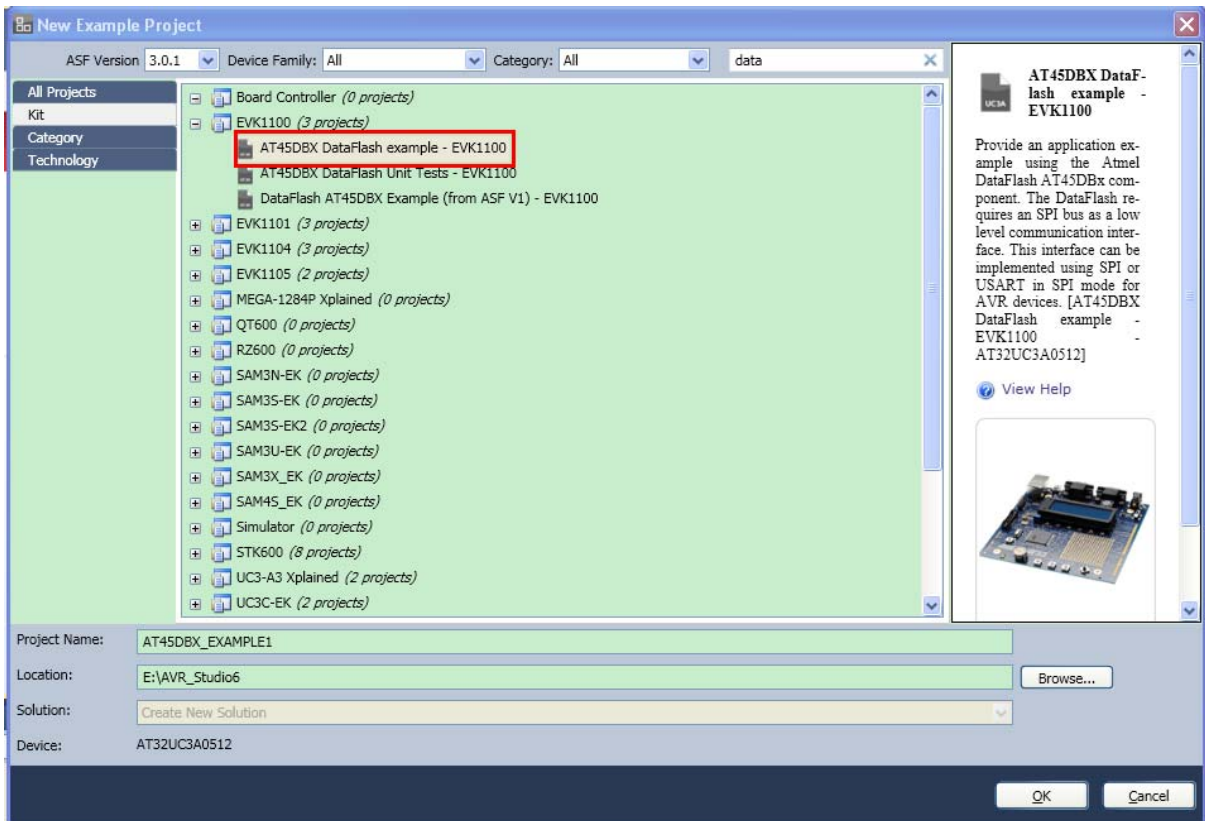 New Example Project
ASF Version 3.0.1 Device Family: All Category: All data
All Projects
Kit
Category
Technology
Board Controller (0 projects)
EVK1100 (3 projects)
AT45DBX DataFlash example - EVK1100
AT45DBX DataFlash Unit Tests - EVK1100
DataFlash AT45DBX Example (from ASF V1) - EVK1100
EVK1101 (3 projects)
EVK1104 (3 projects)
EVK1105 (2 projects)
MEGA-1284P Xplained (0 projects)
QT600 (0 projects)
RZ600 (0 projects)
SAM3N-EK (0 projects)
SAM3S-EK (0 projects)
SAM3S-EK2 (0 projects)
SAM3U-EK (0 projects)
SAM3X_EK (0 projects)
SAM4S_EK (0 projects)
Simulator (0 projects)
STK600 (8 projects)
UC3-A3 Xplained (2 projects)
UC3C-EK (2 projects)
UC3A
AT45DBX DataF-
lash example -
EVK1100
Provide an application ex-
ample using the Atmel
DataFlash AT45DBx com-
ponent. The DataFlash re-
quires an SPI bus as a low
level communication inter-
face. This interface can be
implemented using SPI or
USART in SPI mode for
AVR devices. [AT45DBX
DataFlash example -
EVK1100 -
AT32UC3A0512]
View Help
Project Name: AT45DBX_EXAMPLE1
Location: E:\AVR_Studio6 Browse...
Solution: Create New Solution
Device: AT32UC3A0512
OK Cancel